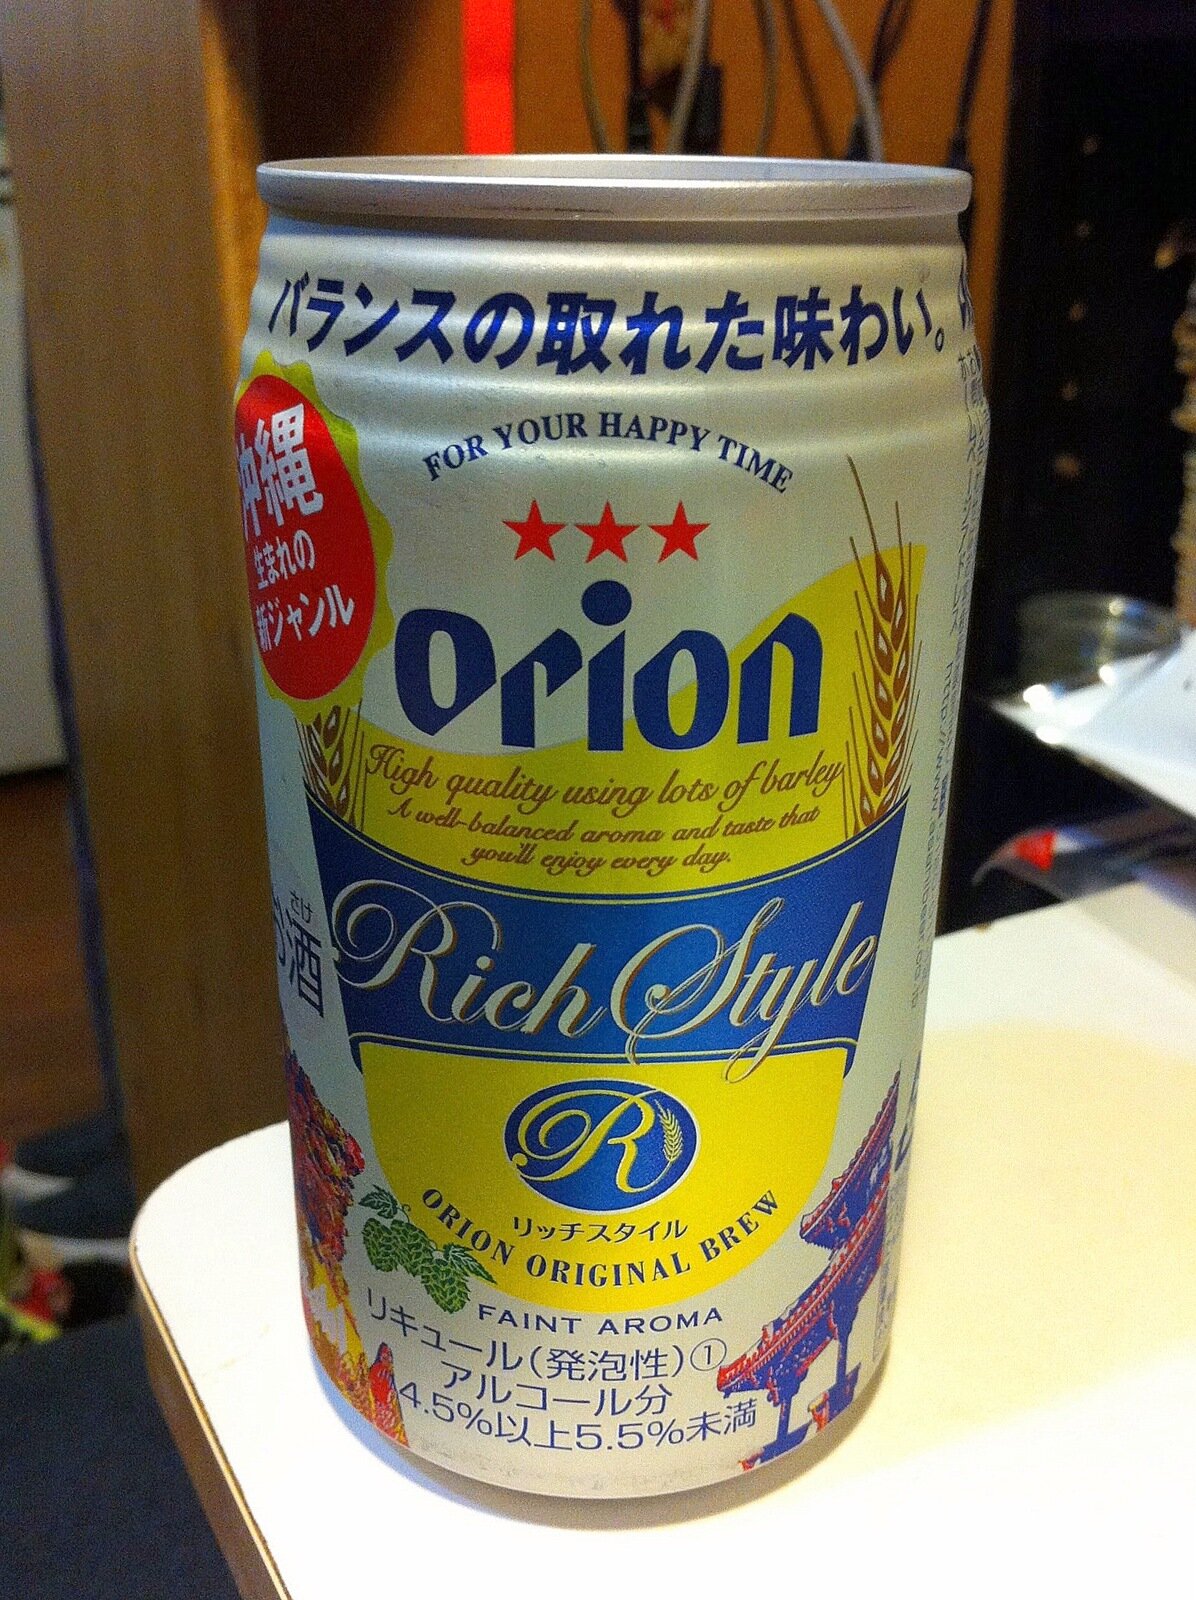 バランスの取れた味わい。
FOR YOUR HAPPY TIME
沖縄
生まれの
新ジャンル
orion
High quality using lots of barley
A well-balanced aroma and taste that
you'll enjoy every day.
さけ
お酒
Rich Style
R
リッチスタイル
ORION ORIGINAL BREW
FAINT AROMA
リキュール(発泡性)①
アルコール分
4.5%以上5.5%未満